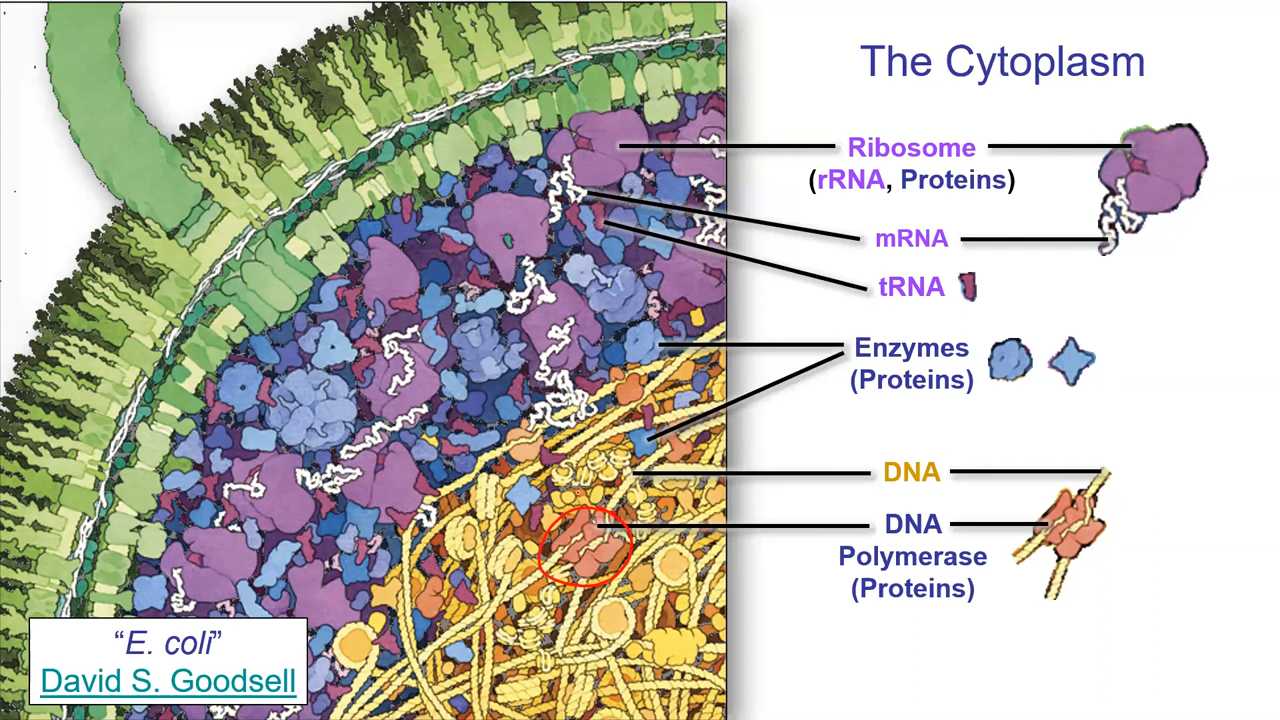 The Cytoplasm
Ribosome
(rRNA, Proteins)
mRNA
tRNA
Enzymes
(Proteins)
DNA
DNA
Polymerase
(Proteins)
“E. coli”
David S. Goodsell